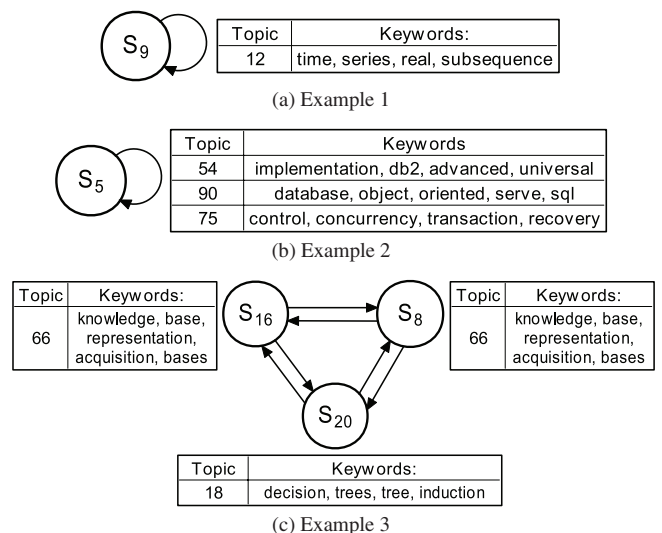 S9
Topic Keywords:
12 time, series, real, subsequence
(a) Example 1
S5
Topic Keywords
54 implementation, db2, advanced, universal
90 database, object, oriented, serve, sql
75 control, concurrency, transaction, recovery
(b) Example 2
Topic Keywords:
66 knowledge, base,
representation,
acquisition, bases
S16
S8
Topic Keywords:
66 knowledge, base,
representation,
acquisition, bases
S20
Topic Keywords:
18 decision, trees, tree, induction
(c) Example 3